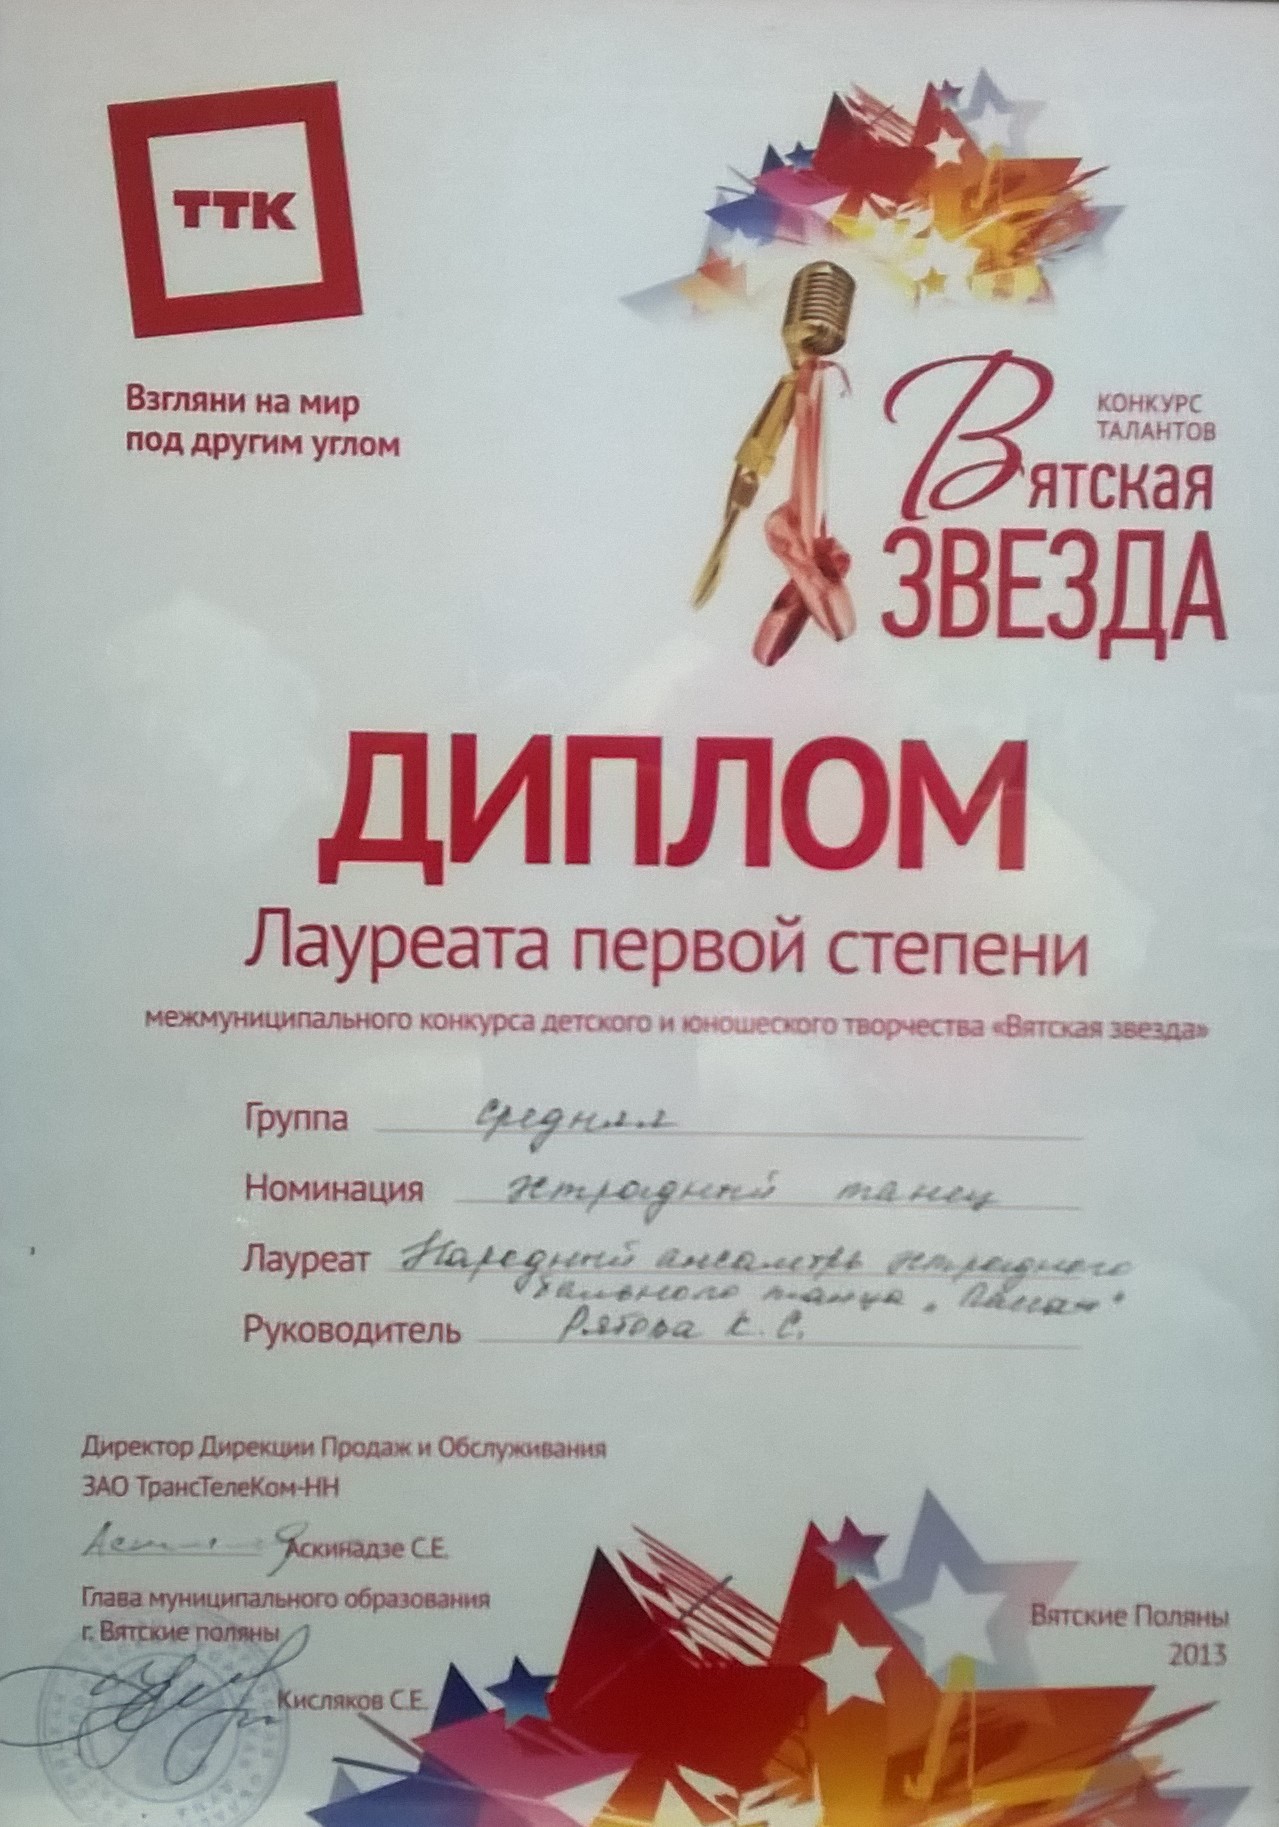 ТТК
Взгляни на мир
под другим углом
КОНКУРС
ТАЛАНТОВ
Вятская
ЗВЕЗДА
ДИПЛОМ
Лауреата первой степени
межмуниципального конкурса детского и юношеского творчества «Вятская звезда»
Группа средняя
Номинация эстрадный танец
Лауреат Народный ансамбль эстрадного
бального танца
Руководитель К. С.
Директор Дирекции Продаж и Обслуживания
ЗАО ТрансТелеКом-НН
Аскинадзе С.Е.
Глава муниципального образования
г. Вятские поляны
Кисляков С.Е.
Вятские Поляны
2013